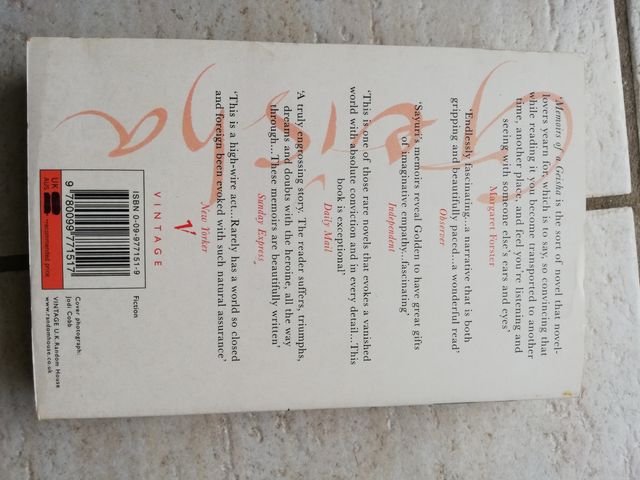 'Memoirs of a Geisha is the sort of novel that novel-
lovers yearn for, which is to say, so convincing that
while reading it you become transported to another
time, another place, and feel you're listening and
seeing with someone else's ears and eyes'
Margaret Forster
'Endlessly fascinating...a narrative that is both
gripping and beautifully paced...a wonderful read'
Observer
'Sayuri's memoirs reveal Golden to have great gifts
of imaginative empathy...fascinating'
Independent
'This is one of those rare novels that evokes a vanished
world with absolute conviction and in every detail...This
book is exceptional'
Daily Mail
'A truly engrossing story. The reader suffers, triumphs,
dreams and doubts with the heroine, all the way
through...These memoirs are beautifully written'
Sunday Express
'This is a high-wire act...Rarely has a world so closed
and foreign been evoked with such natural assurance'
New Yorker
VINTAGE
V
Fiction
ISBN 0-09-977151-9
9 780099 771517
UK
AUS
recommended price
Cover photograph:
Jodi Cobb
VINTAGE U.K. Random House
www.randomhouse.co.uk